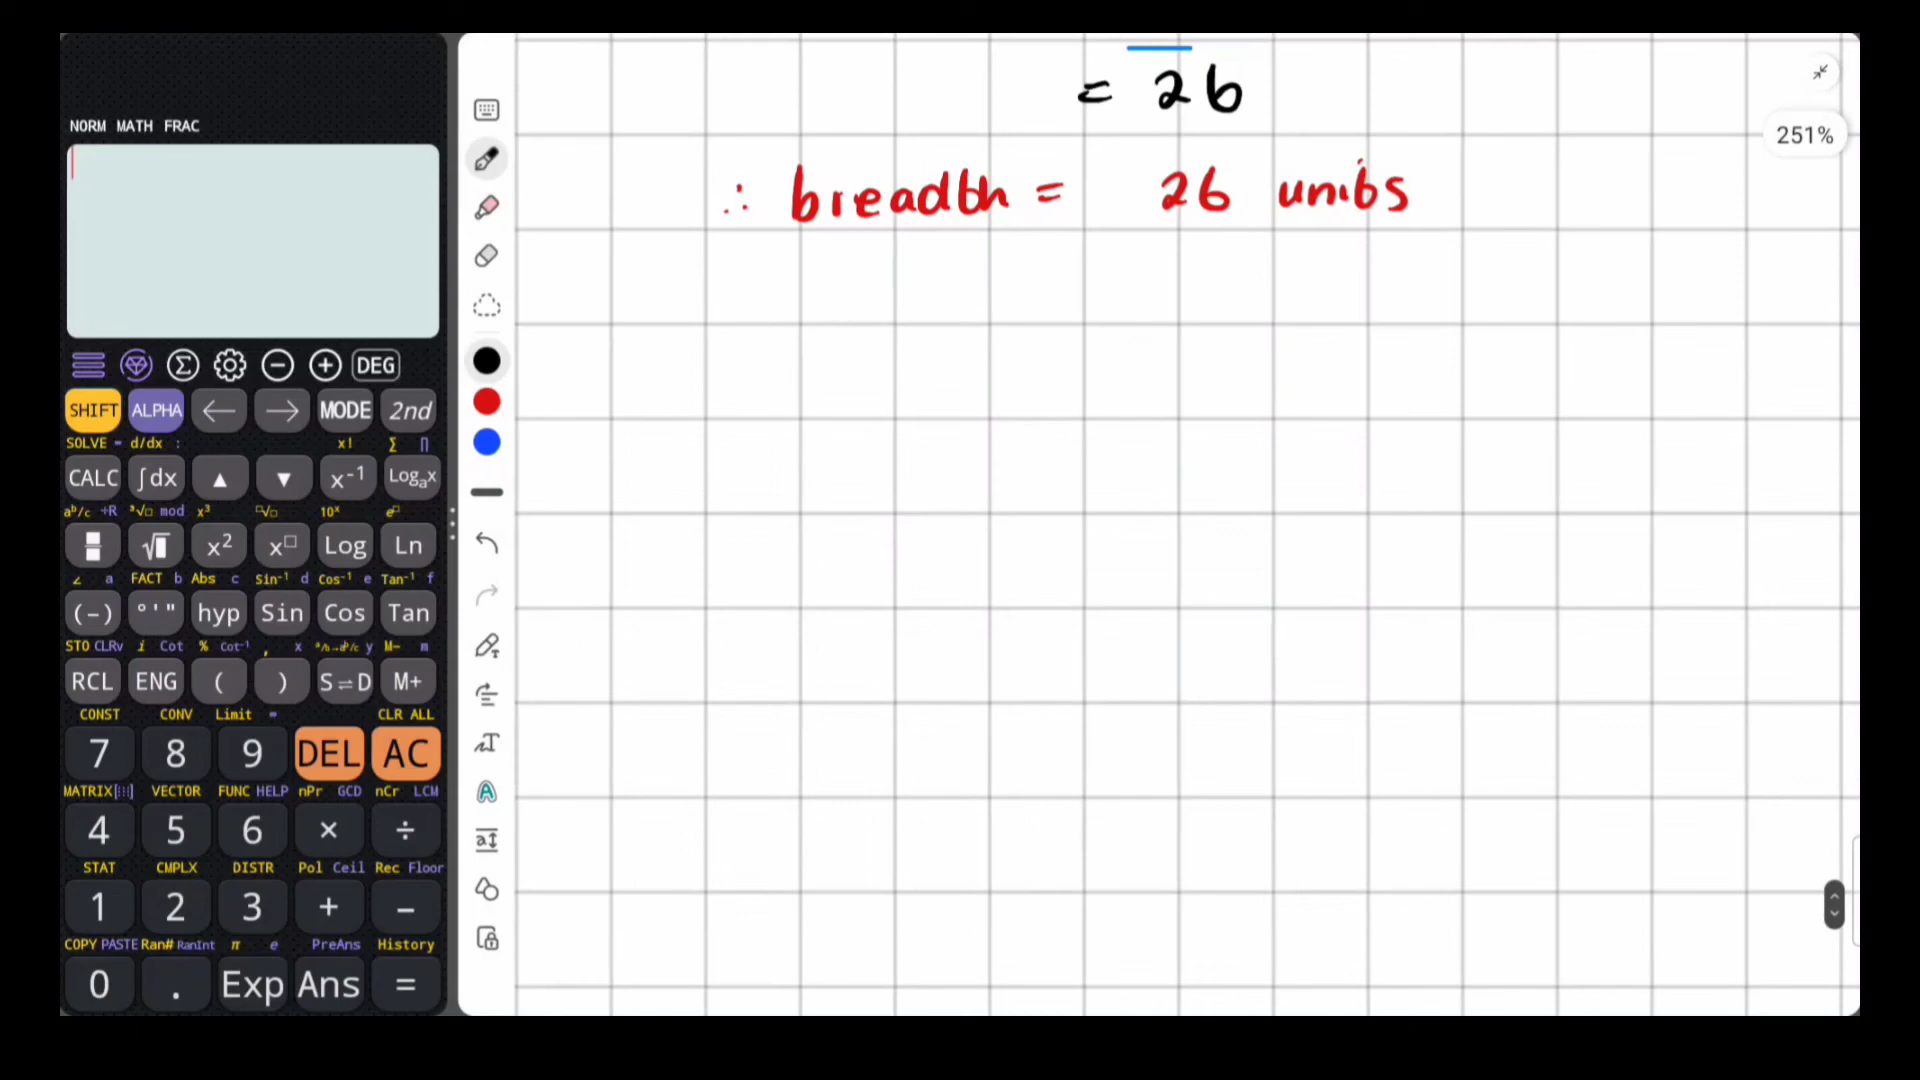 = 26
251%
∴ breadth = 26 units
NORM MATH FRAC
DEG
SHIFT ALPHA ← → MODE 2nd
SOLVE = d/dx : x! ∑ ∏
CALC ∫dx ▲ ▼ x⁻¹ Logₐx
aᵇ/c ÷R ³√□ mod x³ □√□ 10ˣ e□
√ x² x□ Log Ln
∠ a FACT b Abs c Sin⁻¹ d Cos⁻¹ e Tan⁻¹ f
(−) °'" hyp Sin Cos Tan
STO CLRv i Cot % Cot⁻¹ , x y M− m
RCL ENG ( ) S⇌D M+
CONST CONV Limit ∞ CLR ALL
7 8 9 DEL AC
MATRIX VECTOR FUNC HELP nPr GCD nCr LCM
4 5 6 × ÷
STAT CMPLX DISTR Pol Ceil Rec Floor
1 2 3 + −
COPY PASTE Ran# RanInt π e PreAns History
0 . Exp Ans =